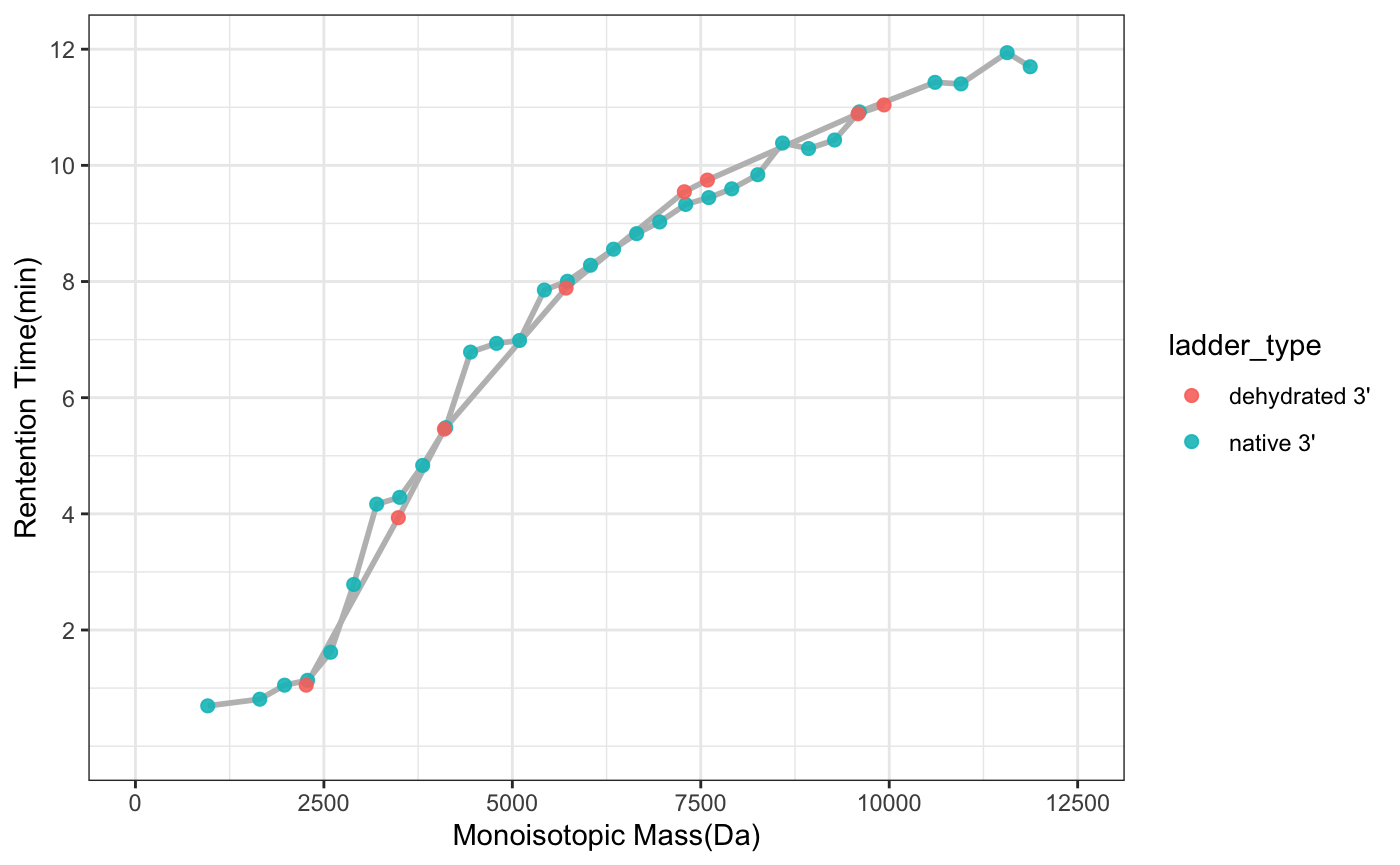 12
10
8
6
4
2
Rentention Time(min)
0
2500
5000
7500
10000
12500
Monoisotopic Mass(Da)
ladder_type
dehydrated 3'
native 3'